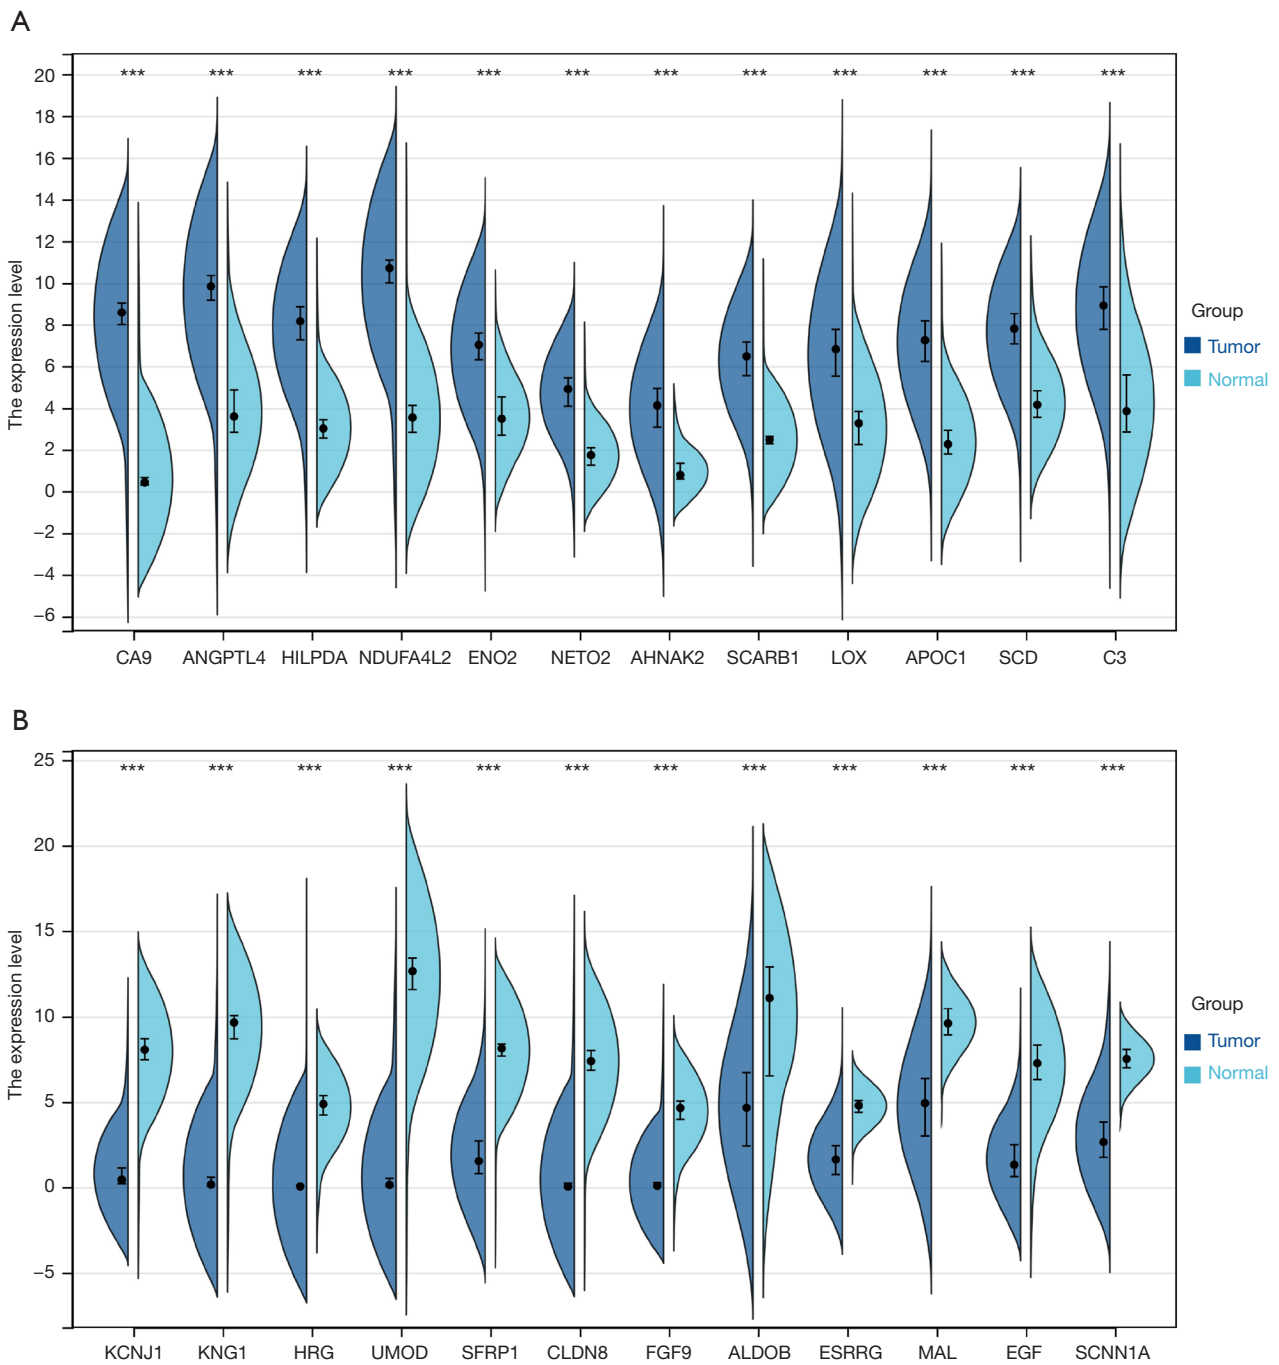 A
*** *** *** *** *** *** *** *** *** *** *** ***
20
18
16
14
12
10
8
6
4
2
0
−2
−4
−6
The expression level
CA9 ANGPTL4 HILPDA NDUFA4L2 ENO2 NETO2 AHNAK2 SCARB1 LOX APOC1 SCD C3
Group
Tumor
Normal
B
*** *** *** *** *** *** *** *** *** *** *** ***
25
20
15
10
5
0
−5
The expression level
KCNJ1 KNG1 HRG UMOD SFRP1 CLDN8 FGF9 ALDOB ESRRG MAL EGF SCNN1A
Group
Tumor
Normal